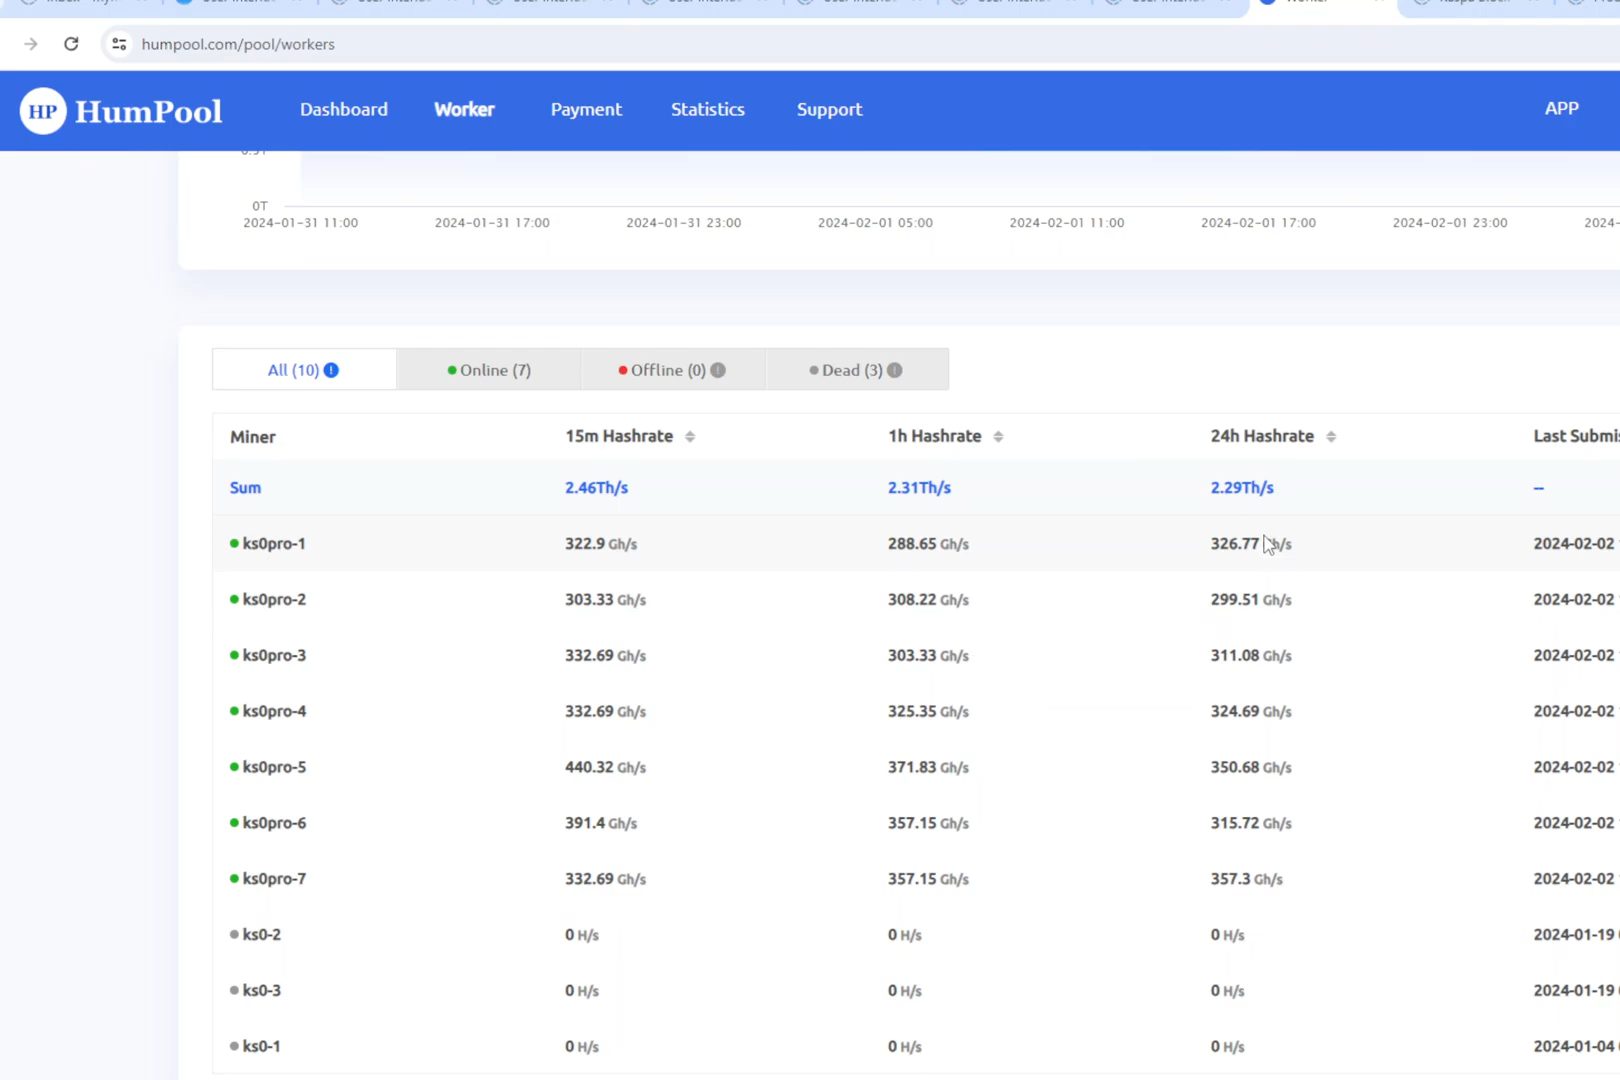 humpool.com/pool/workers
HP HumPool Dashboard Worker Payment Statistics Support APP
0T
2024-01-31 11:00 2024-01-31 17:00 2024-01-31 23:00 2024-02-01 05:00 2024-02-01 11:00 2024-02-01 17:00 2024-02-01 23:00 2024-
All (10) Online (7) Offline (0) Dead (3)
Miner 15m Hashrate 1h Hashrate 24h Hashrate Last Submis
Sum 2.46Th/s 2.31Th/s 2.29Th/s --
ks0pro-1 322.9 Gh/s 288.65 Gh/s 326.77 Gh/s 2024-02-02
ks0pro-2 303.33 Gh/s 308.22 Gh/s 299.51 Gh/s 2024-02-02
ks0pro-3 332.69 Gh/s 303.33 Gh/s 311.08 Gh/s 2024-02-02
ks0pro-4 332.69 Gh/s 325.35 Gh/s 324.69 Gh/s 2024-02-02
ks0pro-5 440.32 Gh/s 371.83 Gh/s 350.68 Gh/s 2024-02-02
ks0pro-6 391.4 Gh/s 357.15 Gh/s 315.72 Gh/s 2024-02-02
ks0pro-7 332.69 Gh/s 357.15 Gh/s 357.3 Gh/s 2024-02-02
ks0-2 0 H/s 0 H/s 0 H/s 2024-01-19
ks0-3 0 H/s 0 H/s 0 H/s 2024-01-19
ks0-1 0 H/s 0 H/s 0 H/s 2024-01-04